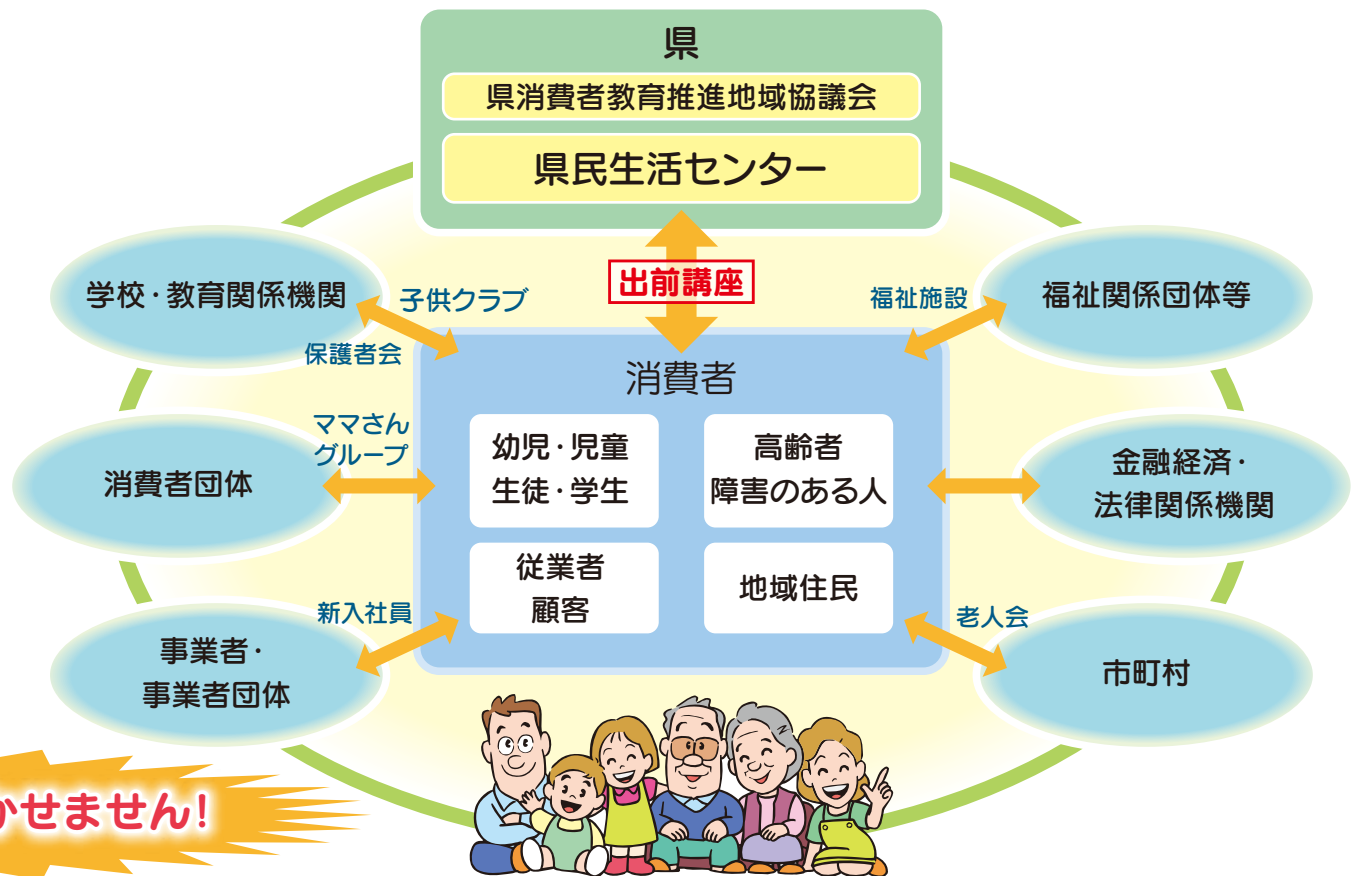 県
県消費者教育推進地域協議会
県民生活センター
出前講座
学校・教育関係機関
子供クラブ
保護者会
福祉施設
福祉関係団体等
消費者
ママさん
グループ
消費者団体
幼児・児童
生徒・学生
高齢者
障害のある人
金融経済・
法律関係機関
従業者
顧客
地域住民
新入社員
事業者・
事業者団体
老人会
市町村
かせません!